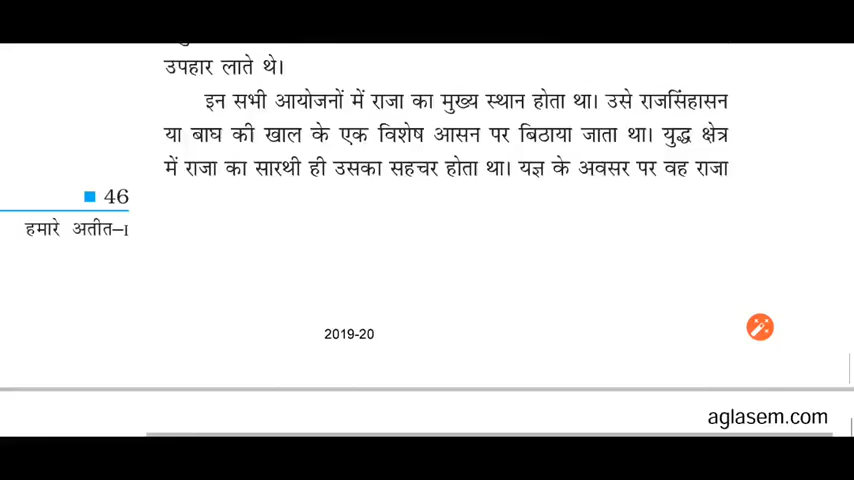 उपहार लाते थे।
इन सभी आयोजनों में राजा का मुख्य स्थान होता था। उसे राजसिंहासन
या बाघ की खाल के एक विशेष आसन पर बिठाया जाता था। युद्ध क्षेत्र
में राजा का सारथी ही उसका सहचर होता था। यज्ञ के अवसर पर वह राजा
46
हमारे अतीत–I
2019-20
aglasem.com